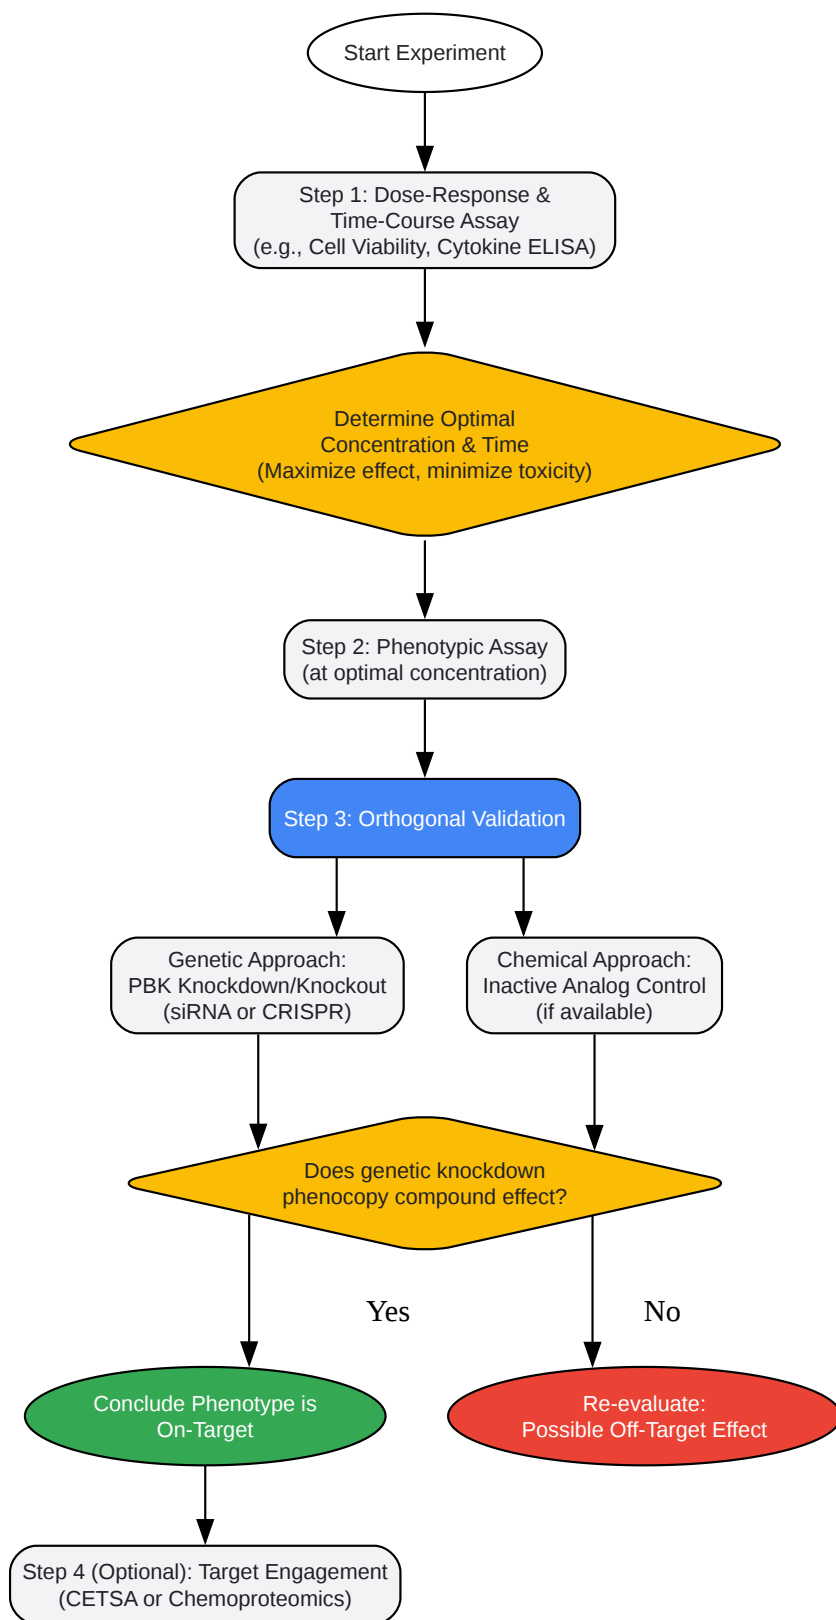 Start Experiment
Step 1: Dose-Response &
Time-Course Assay
(e.g., Cell Viability, Cytokine ELISA)
Determine Optimal
Concentration & Time
(Maximize effect, minimize toxicity)
Step 2: Phenotypic Assay
(at optimal concentration)
Step 3: Orthogonal Validation
Genetic Approach:
PBK Knockdown/Knockout
(siRNA or CRISPR)
Chemical Approach:
Inactive Analog Control
(if available)
Does genetic knockdown
phenocopy compound effect?
Yes
No
Conclude Phenotype is
On-Target
Re-evaluate:
Possible Off-Target Effect
Step 4 (Optional): Target Engagement
(CETSA or Chemoproteomics)